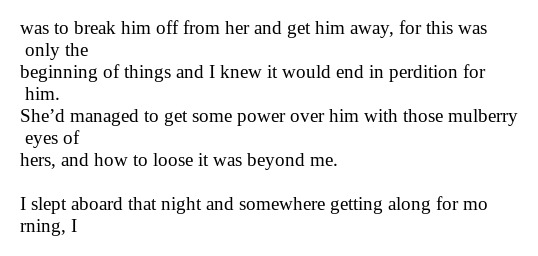 was to break him off from her and get him away, for this was
only the
beginning of things and I knew it would end in perdition for
him.
She’d managed to get some power over him with those mulberry
eyes of
hers, and how to loose it was beyond me.

I slept aboard that night and somewhere getting along for mo
rning, I